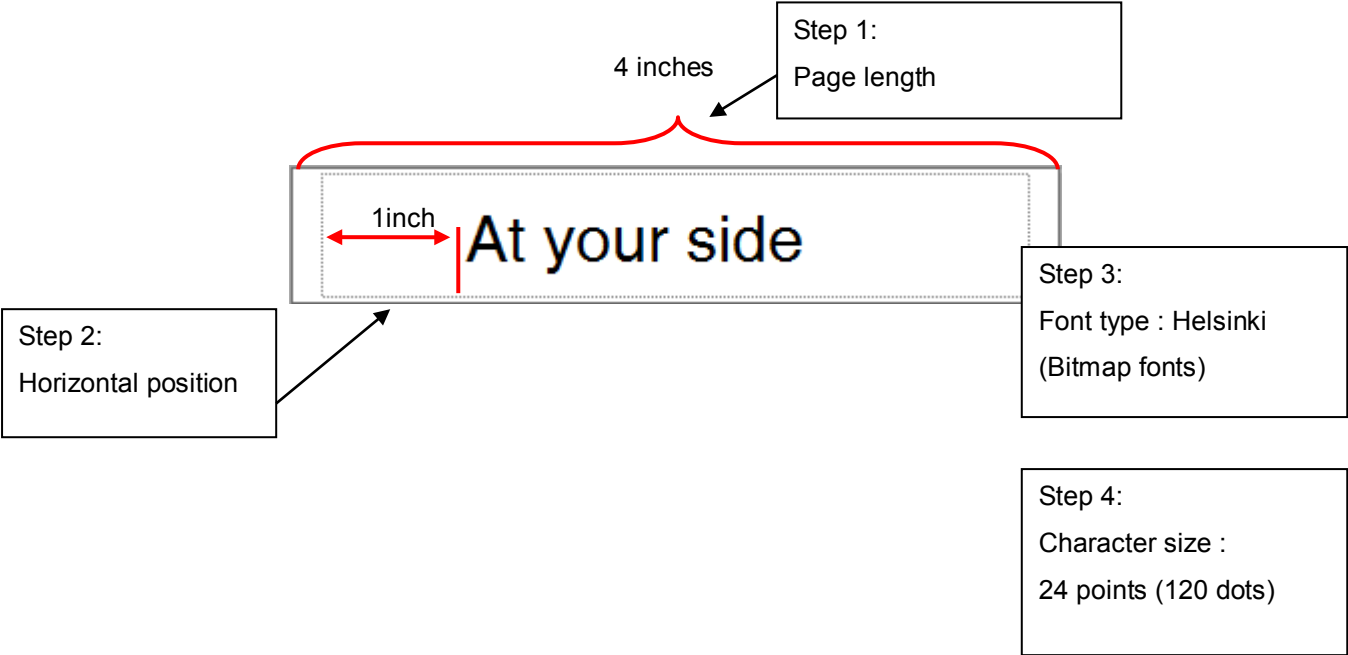 Step 1:
Page length
4 inches
1inch
At your side
Step 2:
Horizontal position
Step 3:
Font type : Helsinki
(Bitmap fonts)
Step 4:
Character size :
24 points (120 dots)